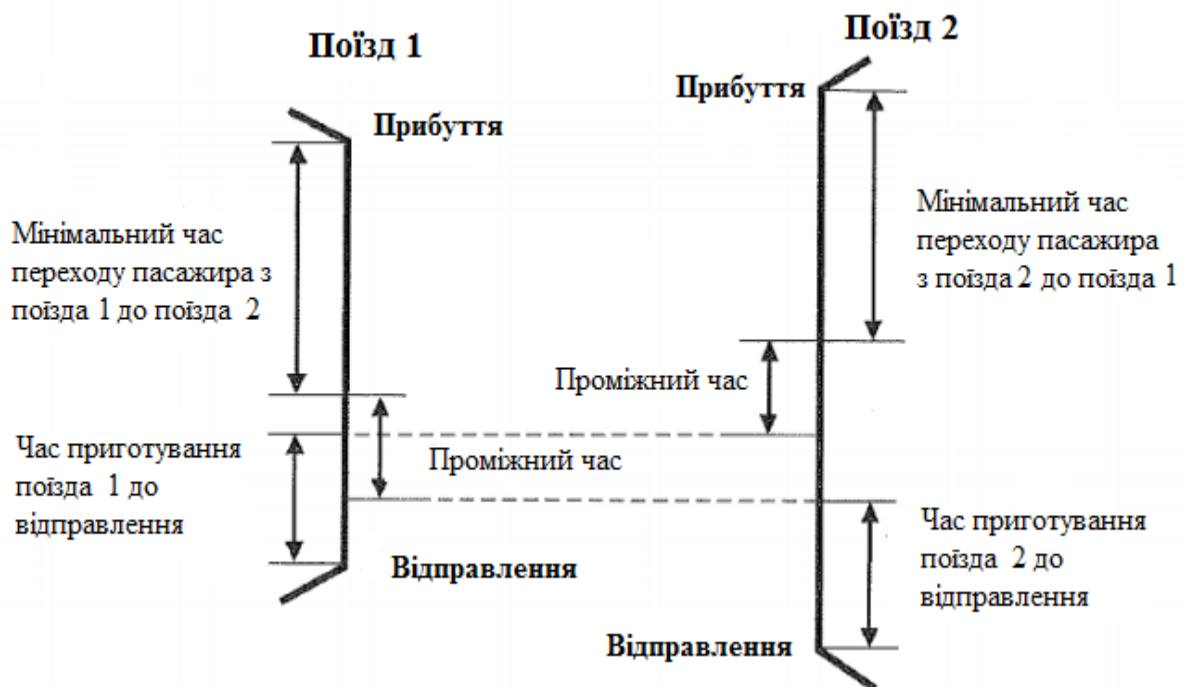 Поїзд 1
Поїзд 2
Прибуття
Прибуття
Мінімальний час
переходу пасажира з
поїзда 1 до поїзда 2
Мінімальний час
переходу пасажира
з поїзда 2 до поїзда 1
Проміжний час
Час приготування
поїзда 1 до
відправлення
Проміжний час
Відправлення
Час приготування
поїзда 2 до
відправлення
Відправлення